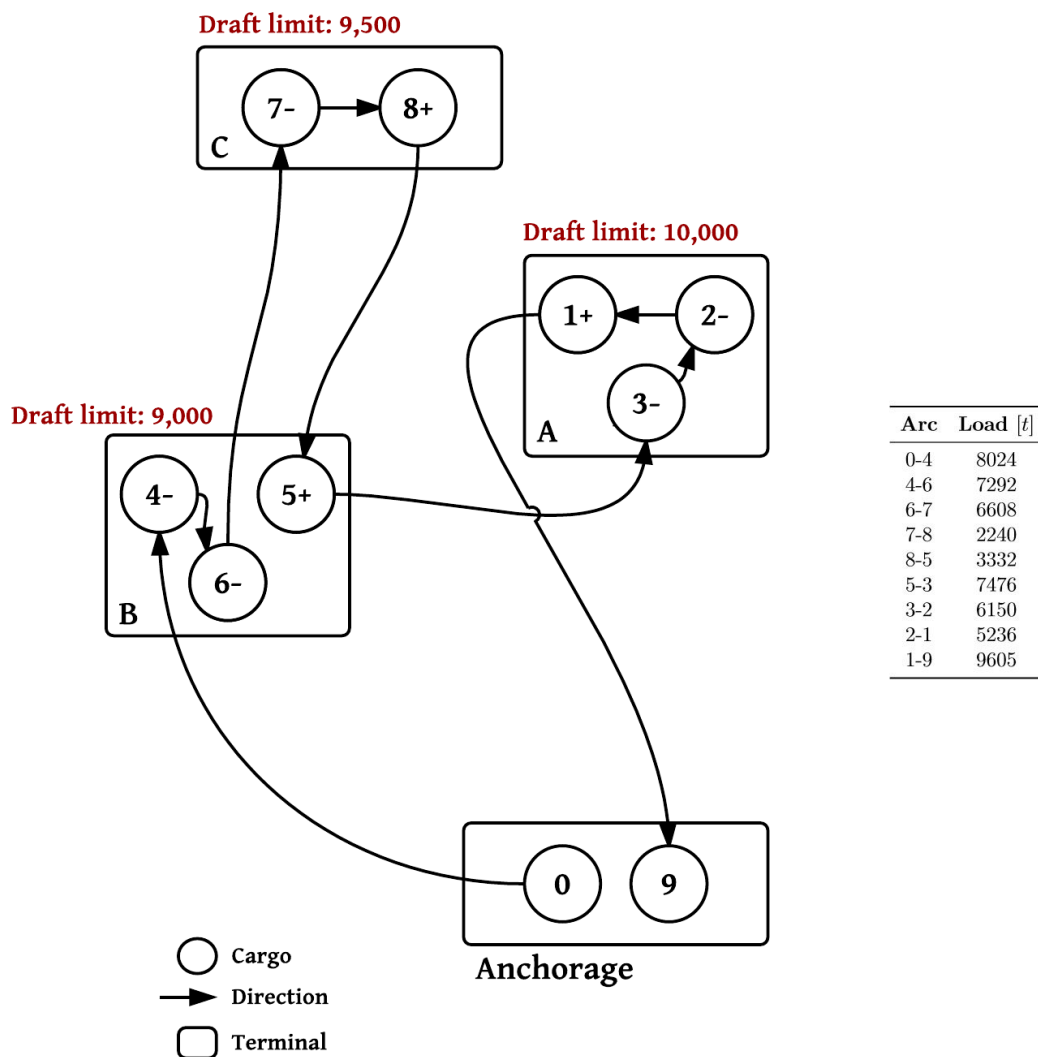 Draft limit: 9,500
7-
8+
C
Draft limit: 10,000
1+
2-
3-
A
Draft limit: 9,000
4-
5+
6-
B
Arc Load [t]
0-4 8024
4-6 7292
6-7 6608
7-8 2240
8-5 3332
5-3 7476
3-2 6150
2-1 5236
1-9 9605
0
9
Anchorage
Cargo
Direction
Terminal